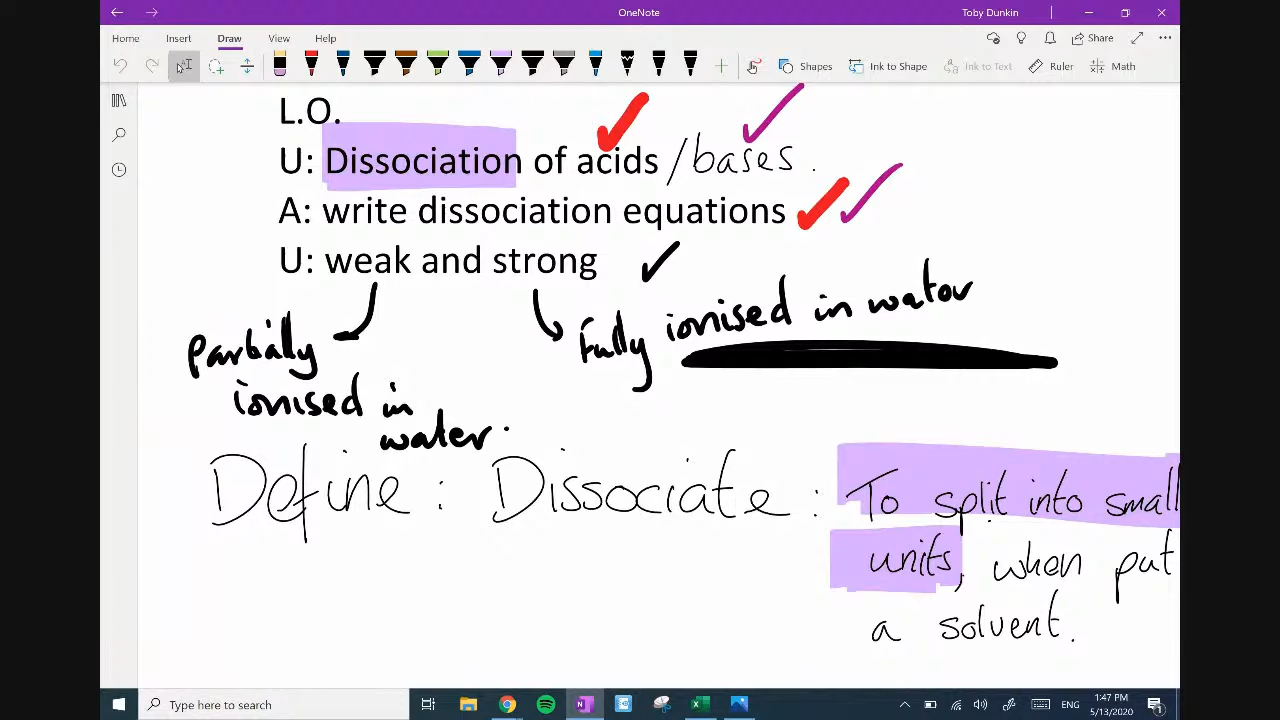 OneNote
Toby Dunkin
Home Insert Draw View Help
Share
Shapes Ink to Shape Ink to Text Ruler Math
L.O.
U: Dissociation of acids /bases.
A: write dissociation equations
U: weak and strong
Fully ionised in water
Partially
ionised in
water.
Define: Dissociate: To split into small
units, when put
a solvent.
Type here to search
1:47 PM
5/13/2020